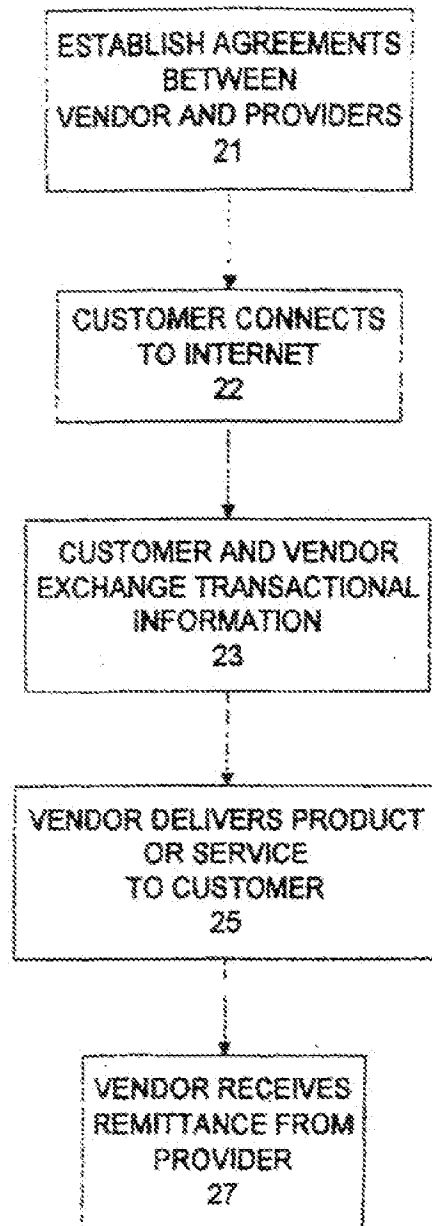 ESTABLISH AGREEMENTS
BETWEEN
VENDOR AND PROVIDERS
21
CUSTOMER CONNECTS
TO INTERNET
22
CUSTOMER AND VENDOR
EXCHANGE TRANSACTIONAL
INFORMATION
23
VENDOR DELIVERS PRODUCT
OR SERVICE
TO CUSTOMER
25
VENDOR RECEIVES
REMITTANCE FROM
PROVIDER
27